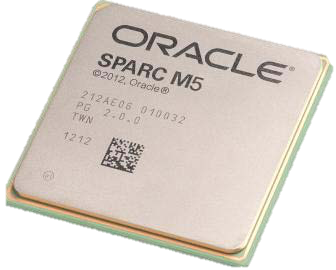 ORACLE®
SPARC M5
©2012, Oracle®
212AE06 010032
PG 2.0.0
TWN
1212